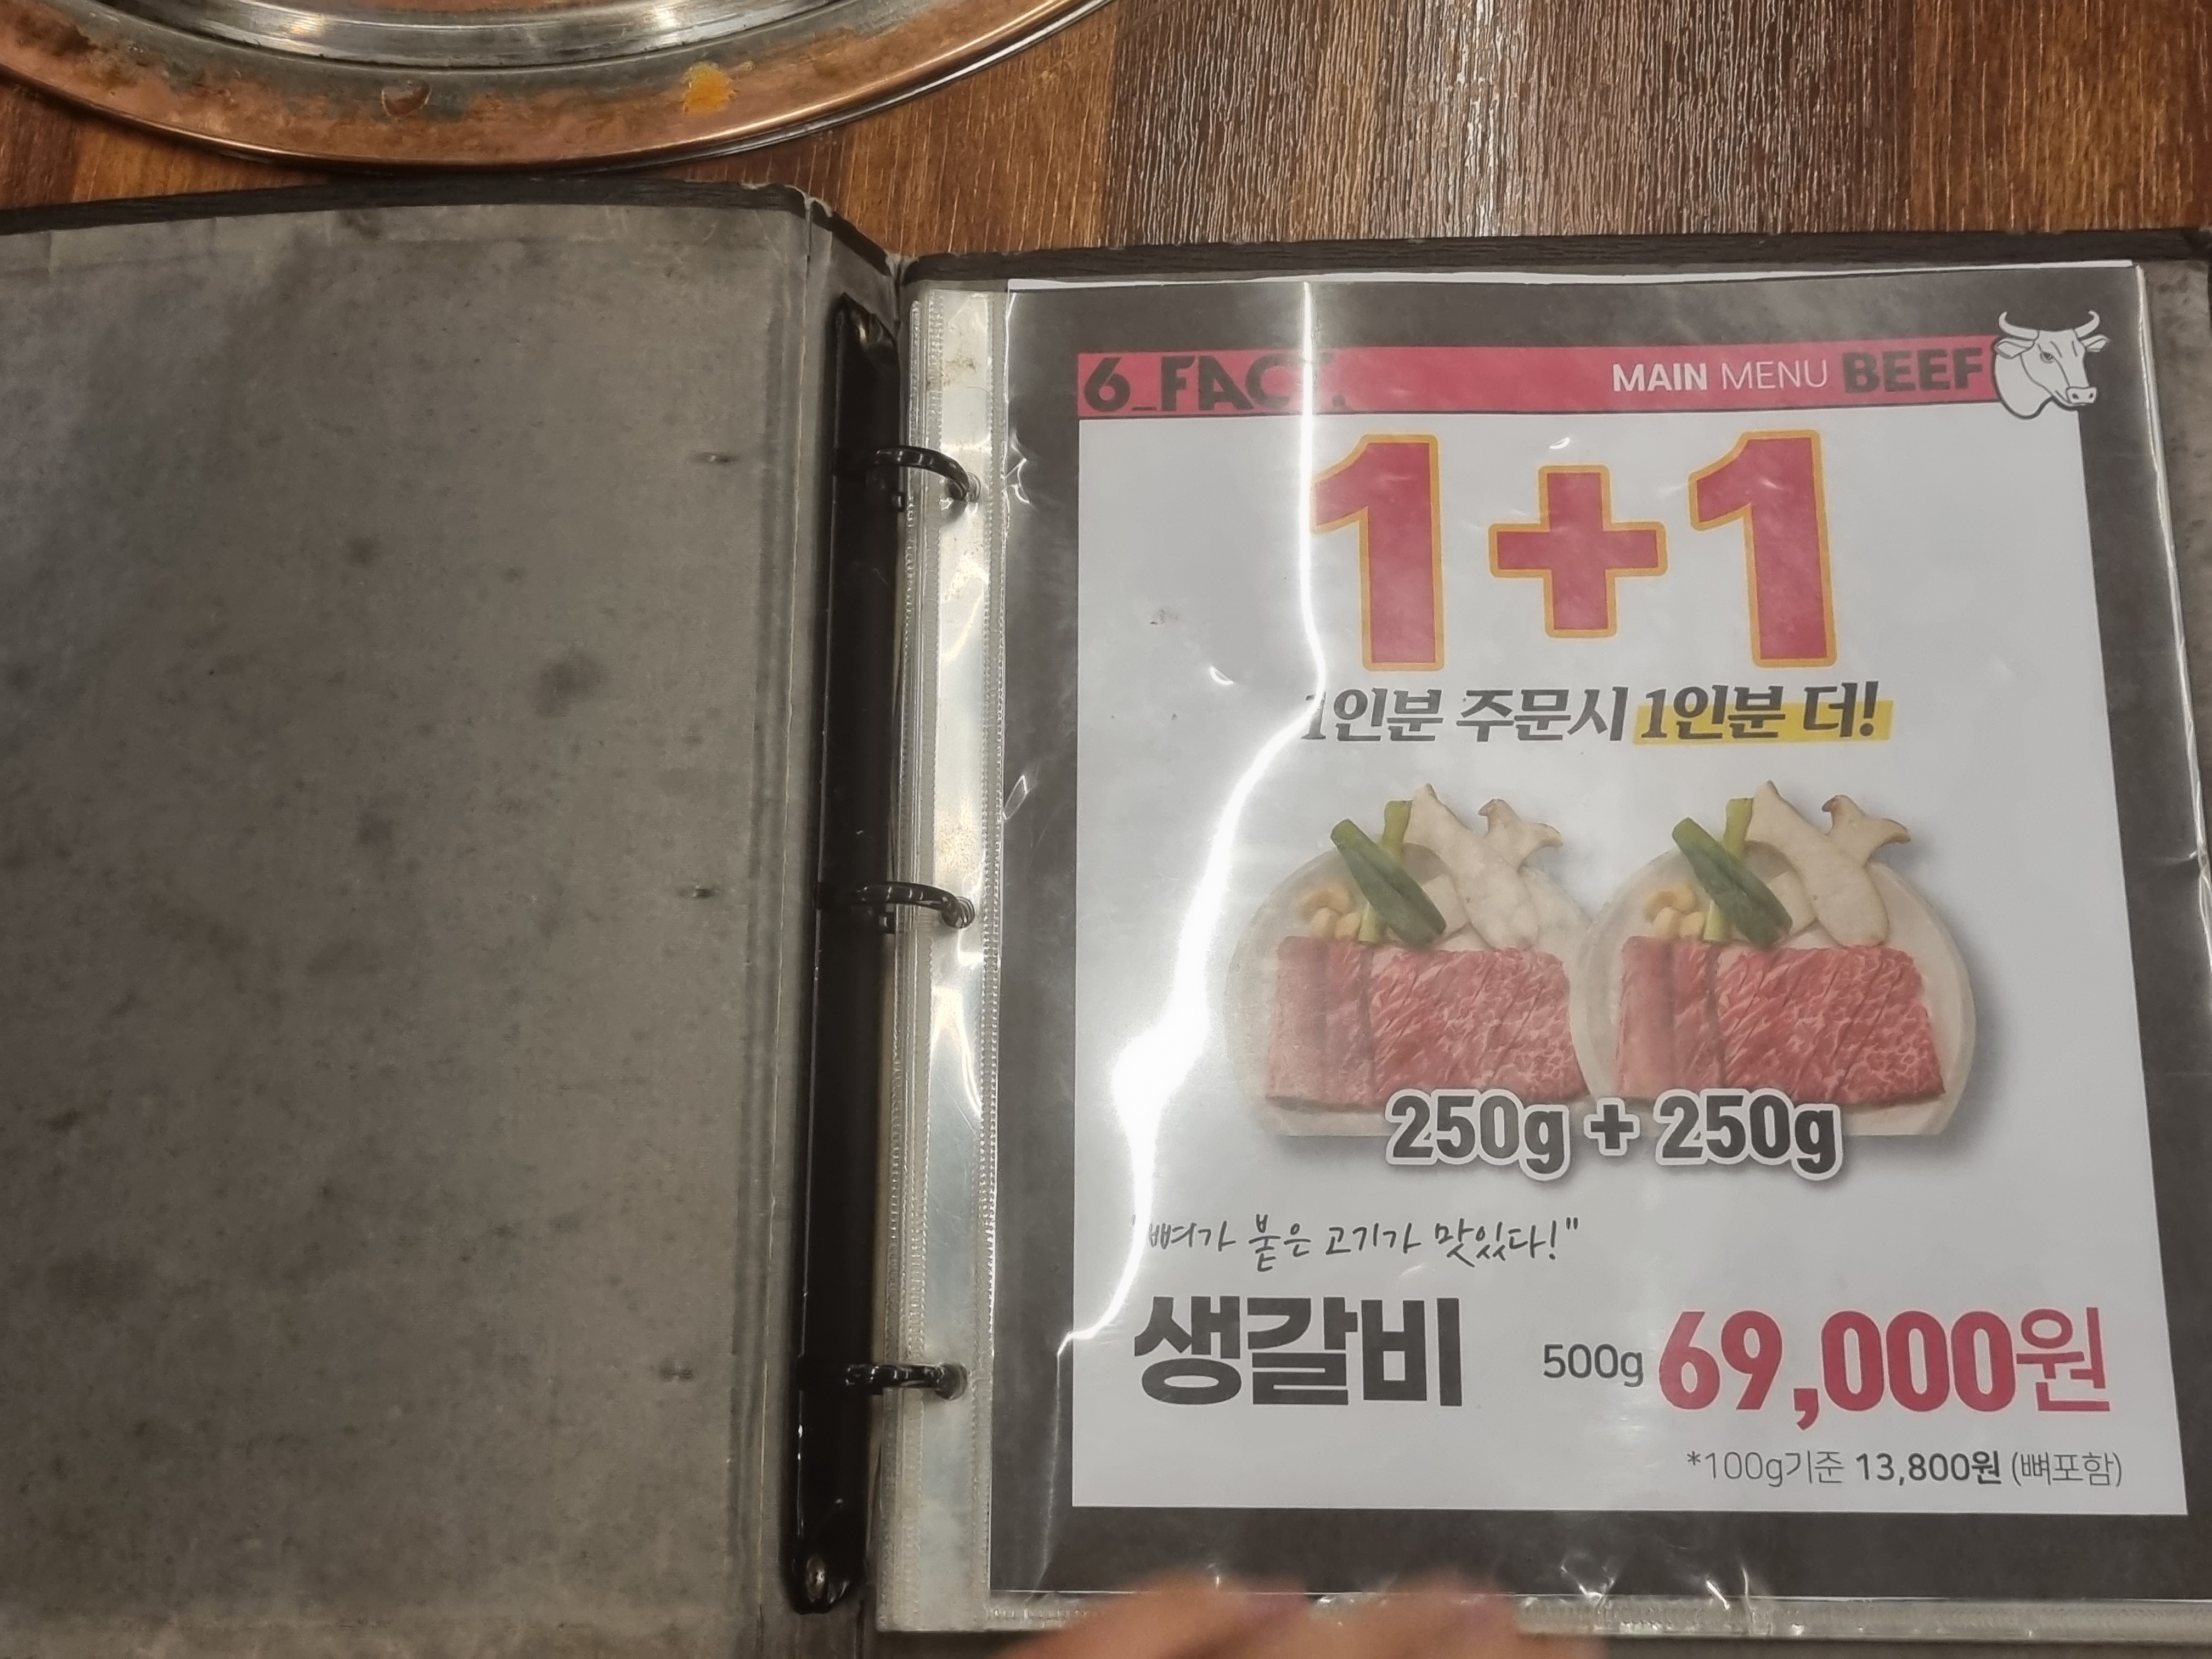 6_FACT. MAIN MENU BEEF
1+1
1인분 주문시 1인분 더!
250g + 250g
"뼈가 붙은 고기가 맛있다!"
생갈비 500g 69,000원
*100g기준 13,800원 (뼈포함)